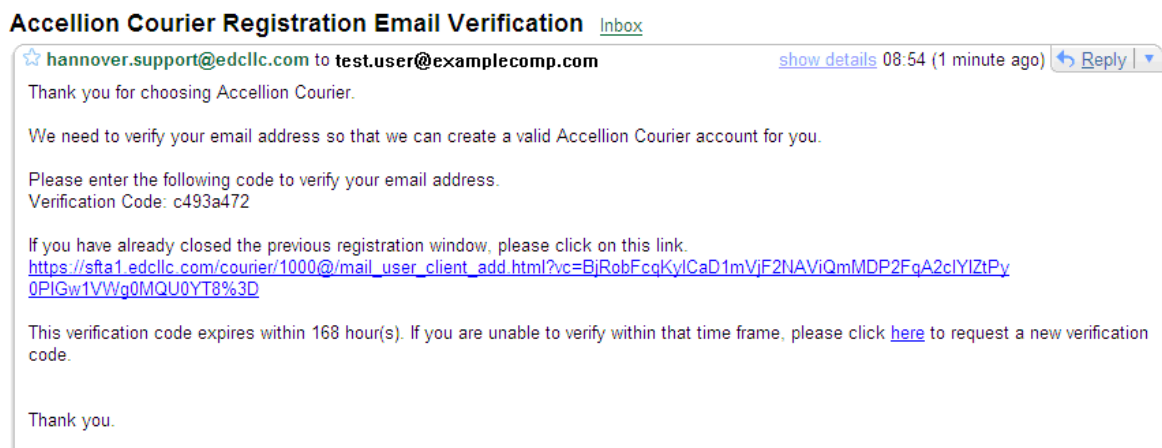 Accellion Courier Registration Email Verification Inbox
hannover.support@edcllc.com to test.user@examplecomp.com show details 08:54 (1 minute ago) Reply
Thank you for choosing Accellion Courier.
We need to verify your email address so that we can create a valid Accellion Courier account for you.
Please enter the following code to verify your email address.
Verification Code: c493a472
If you have already closed the previous registration window, please click on this link.
https://sfta1.edcllc.com/courier/1000@/mail_user_client_add.html?vc=BjRobFcqKyICaD1mVjF2NAViQmMDP2FqA2clYIZtPy
0PIGw1VWg0MQU0YT8%3D
This verification code expires within 168 hour(s). If you are unable to verify within that time frame, please click here to request a new verification
code.
Thank you.